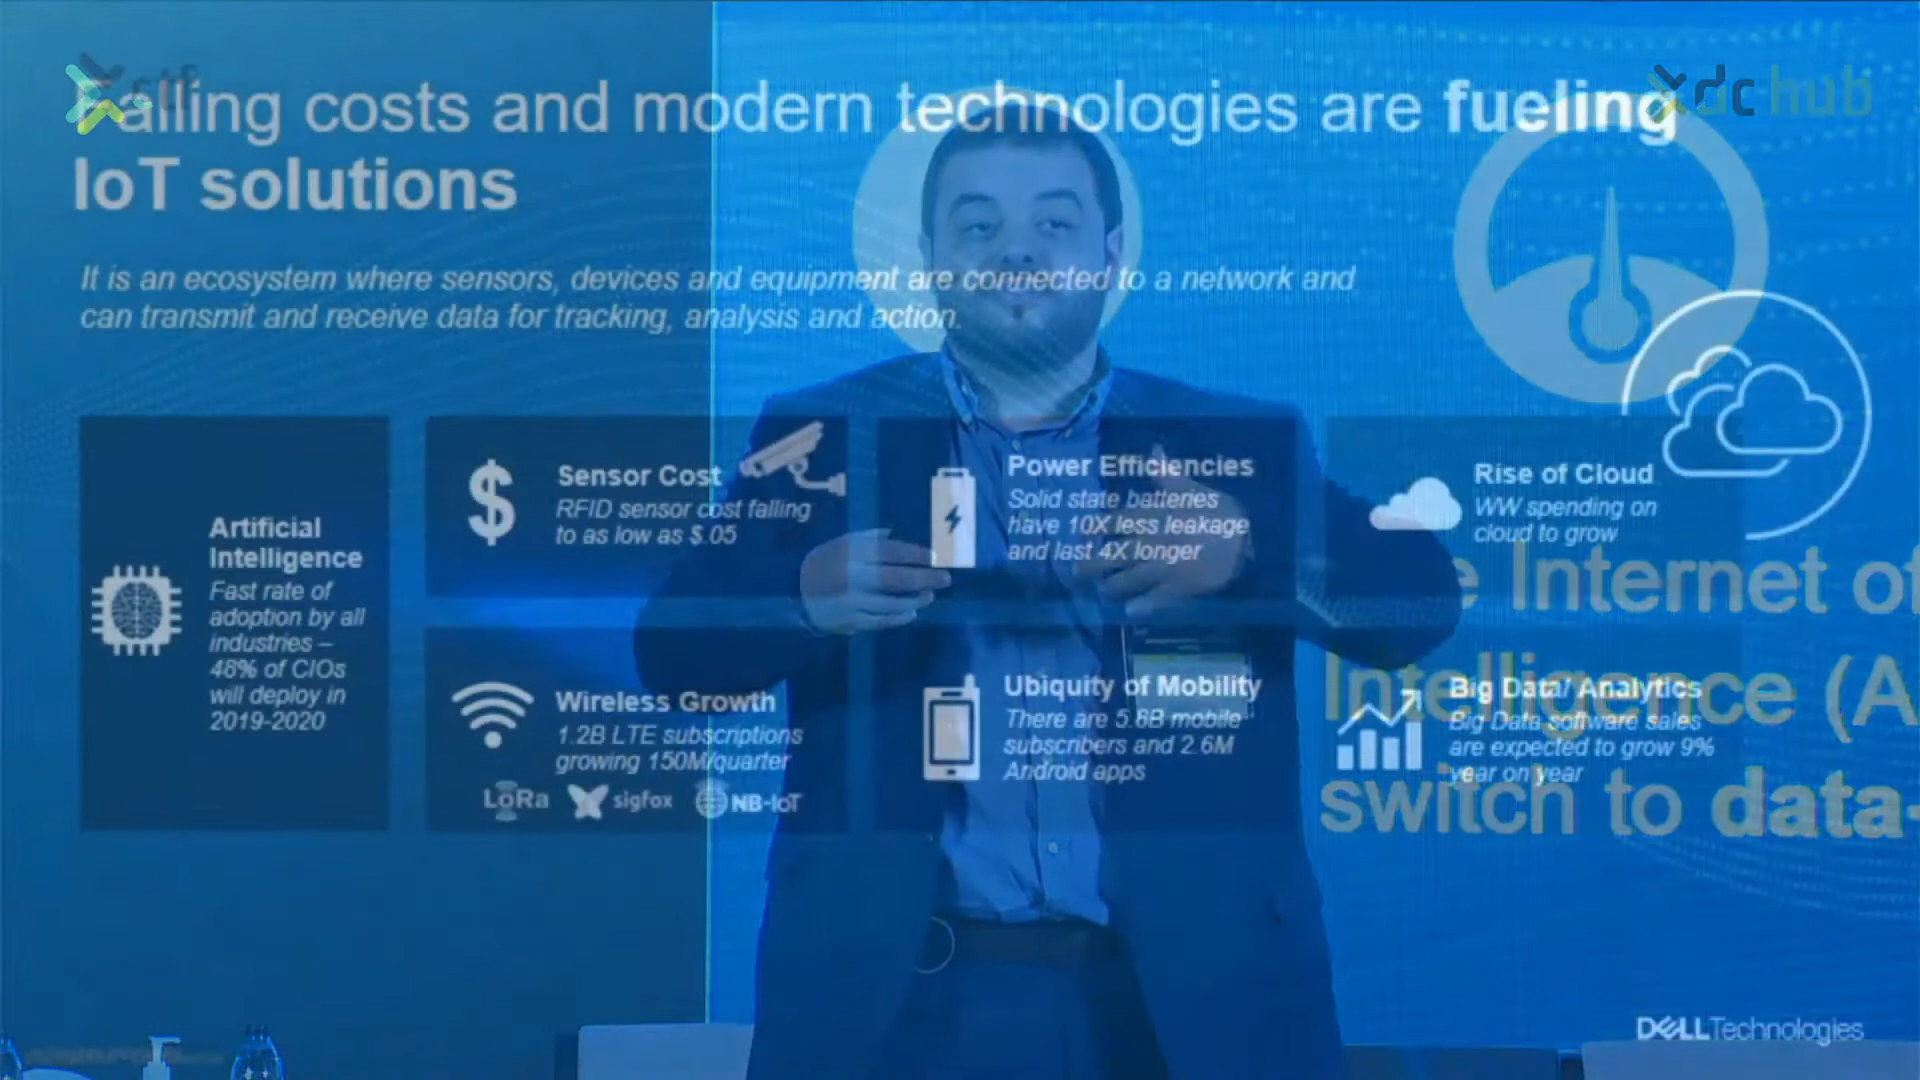 dc hub
Falling costs and modern technologies are fueling
IoT solutions
It is an ecosystem where sensors, devices and equipment are connected to a network and
can transmit and receive data for tracking, analysis and action.
Artificial
Intelligence
Fast rate of
adoption by all
industries –
48% of CIOs
will deploy in
2019-2020
Sensor Cost
RFID sensor cost falling
to as low as $.05
Power Efficiencies
Solid state batteries
have 10X less leakage
and last 4X longer
Rise of Cloud
WW spending on
cloud to grow
Wireless Growth
1.2B LTE subscriptions
growing 150M/quarter
LoRa sigfox NB-IoT
Ubiquity of Mobility
There are 5.8B mobile
subscribers and 2.6M
Android apps
Big Data/ Analytics
Big Data software sales
are expected to grow 9%
year on year
e Internet of
Intelligence (A
switch to data-
DELL Technologies